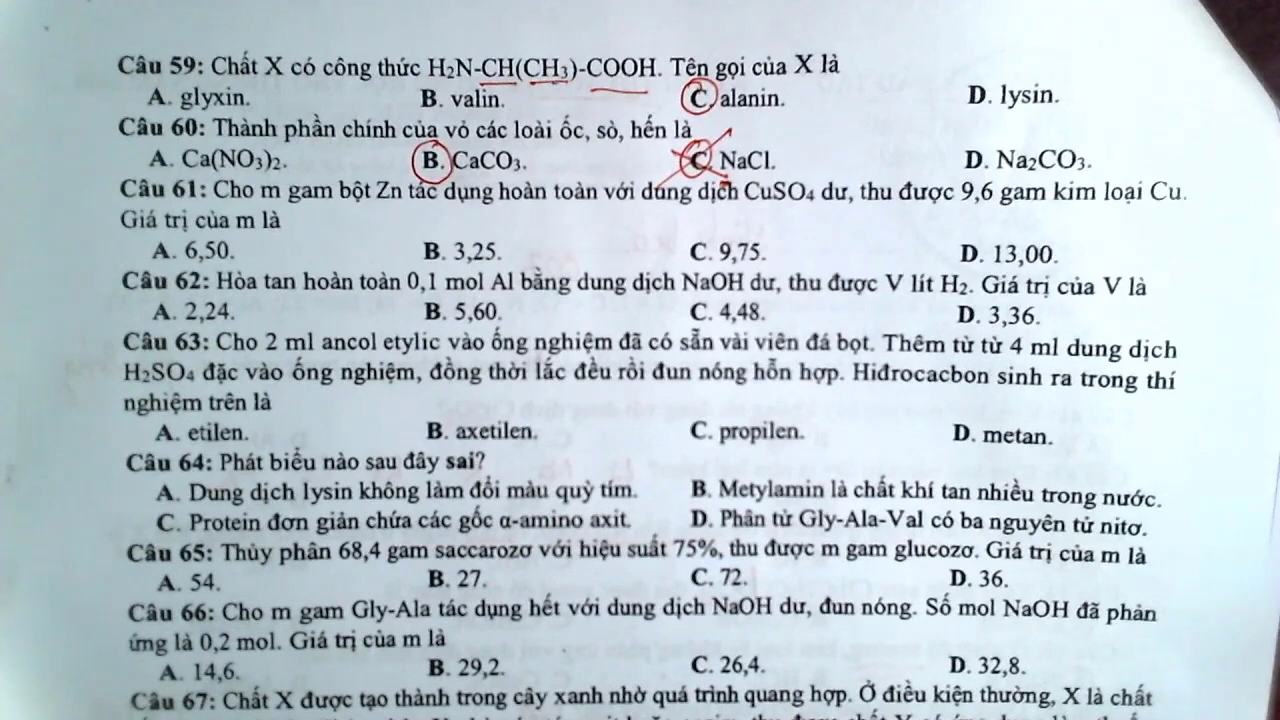 Câu 59: Chất X có công thức H₂N-CH(CH₃)-COOH. Tên gọi của X là
A. glyxin. B. valin. C. alanin. D. lysin.
Câu 60: Thành phần chính của vỏ các loài ốc, sò, hến là
A. Ca(NO₃)₂. B. CaCO₃. C. NaCl. D. Na₂CO₃.
Câu 61: Cho m gam bột Zn tác dụng hoàn toàn với dung dịch CuSO₄ dư, thu được 9,6 gam kim loại Cu.
Giá trị của m là
A. 6,50. B. 3,25. C. 9,75. D. 13,00.
Câu 62: Hòa tan hoàn toàn 0,1 mol Al bằng dung dịch NaOH dư, thu được V lít H₂. Giá trị của V là
A. 2,24. B. 5,60. C. 4,48. D. 3,36.
Câu 63: Cho 2 ml ancol etylic vào ống nghiệm đã có sẵn vài viên đá bọt. Thêm từ từ 4 ml dung dịch
H₂SO₄ đặc vào ống nghiệm, đồng thời lắc đều rồi đun nóng hỗn hợp. Hiđrocacbon sinh ra trong thí
nghiệm trên là
A. etilen. B. axetilen. C. propilen. D. metan.
Câu 64: Phát biểu nào sau đây sai?
A. Dung dịch lysin không làm đổi màu quỳ tím. B. Metylamin là chất khí tan nhiều trong nước.
C. Protein đơn giản chứa các gốc α-amino axit. D. Phân tử Gly-Ala-Val có ba nguyên tử nitơ.
Câu 65: Thủy phân 68,4 gam saccarozơ với hiệu suất 75%, thu được m gam glucozơ. Giá trị của m là
A. 54. B. 27. C. 72. D. 36.
Câu 66: Cho m gam Gly-Ala tác dụng hết với dung dịch NaOH dư, đun nóng. Số mol NaOH đã phản
ứng là 0,2 mol. Giá trị của m là
A. 14,6. B. 29,2. C. 26,4. D. 32,8.
Câu 67: Chất X được tạo thành trong cây xanh nhờ quá trình quang hợp. Ở điều kiện thường, X là chất